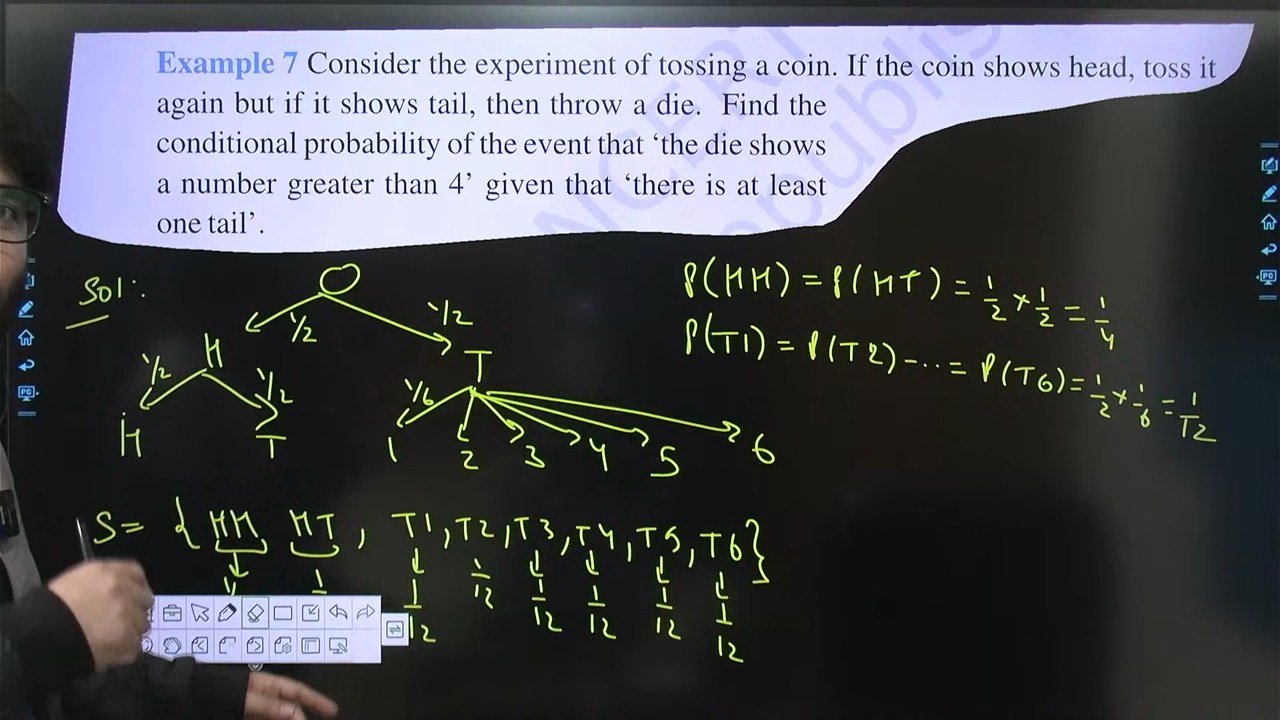 Example 7 Consider the experiment of tossing a coin. If the coin shows head, toss it
again but if it shows tail, then throw a die. Find the
conditional probability of the event that ‘the die shows
a number greater than 4’ given that ‘there is at least
one tail’.
Sol:
1/2 1/2
H T
1/2 1/2 1/6
H T 1 2 3 4 5 6
S = { HH HT , T1, T2, T3, T4, T5, T6}
1/12 1/12 1/12 1/12 1/12 1/12
P(HH) = P(HT) = 1/2 × 1/2 = 1/4
P(T1) = P(T2) --- = P(T6) = 1/2 × 1/6 = 1/12
NCERT
republis
PC
PC